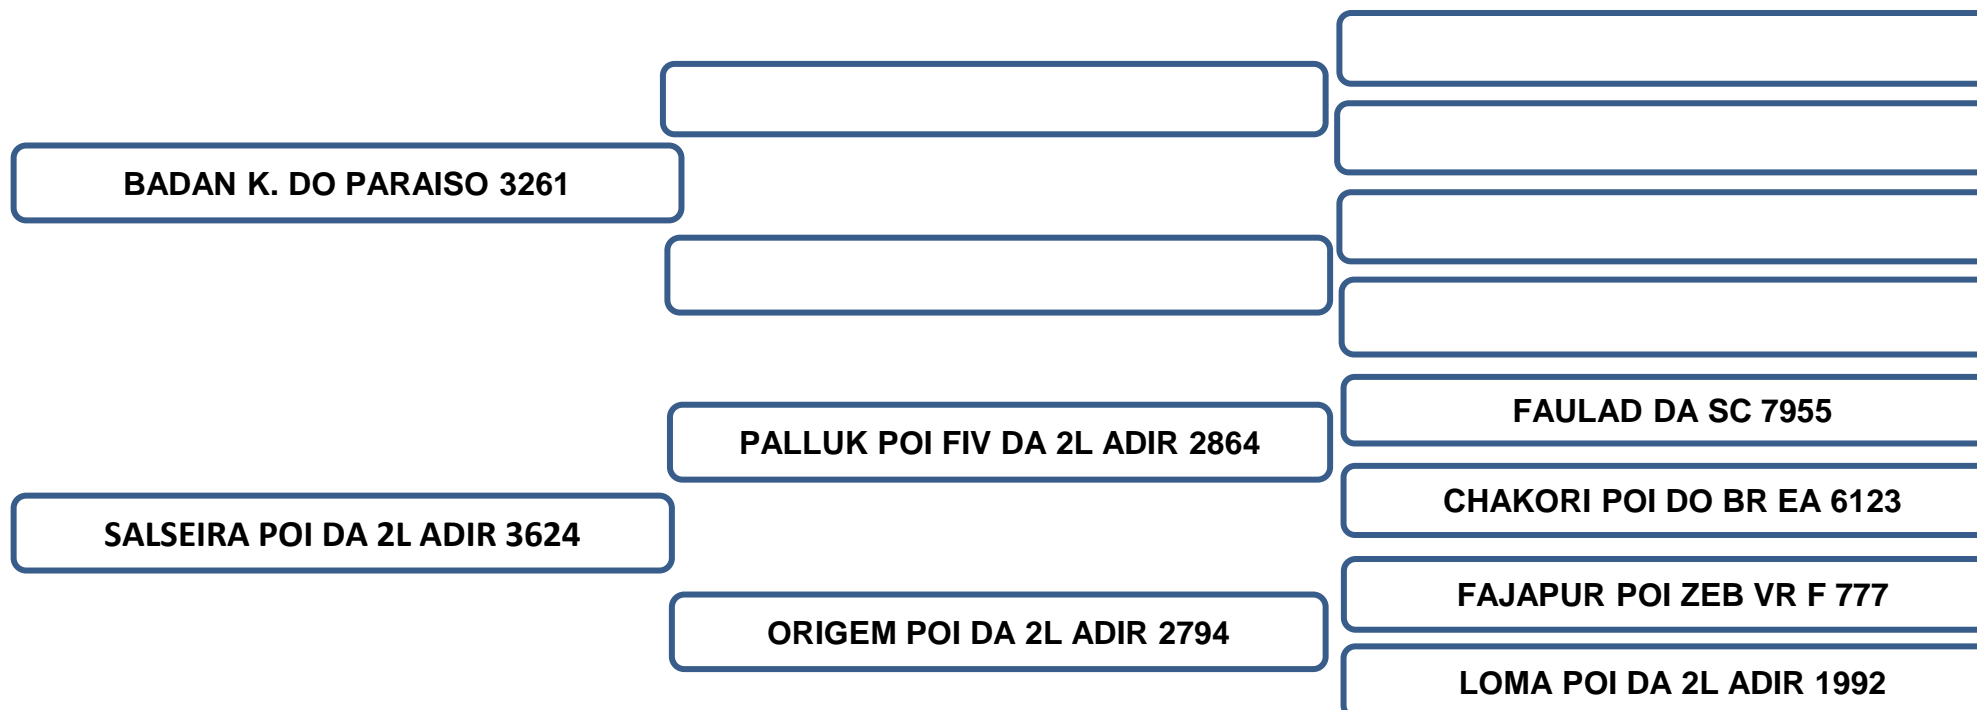 BADAN K. DO PARAISO 3261
FAULAD DA SC 7955
PALLUK POI FIV DA 2L ADIR 2864
CHAKORI POI DO BR EA 6123
SALSEIRA POI DA 2L ADIR 3624
FAJAPUR POI ZEB VR F 777
ORIGEM POI DA 2L ADIR 2794
LOMA POI DA 2L ADIR 1992